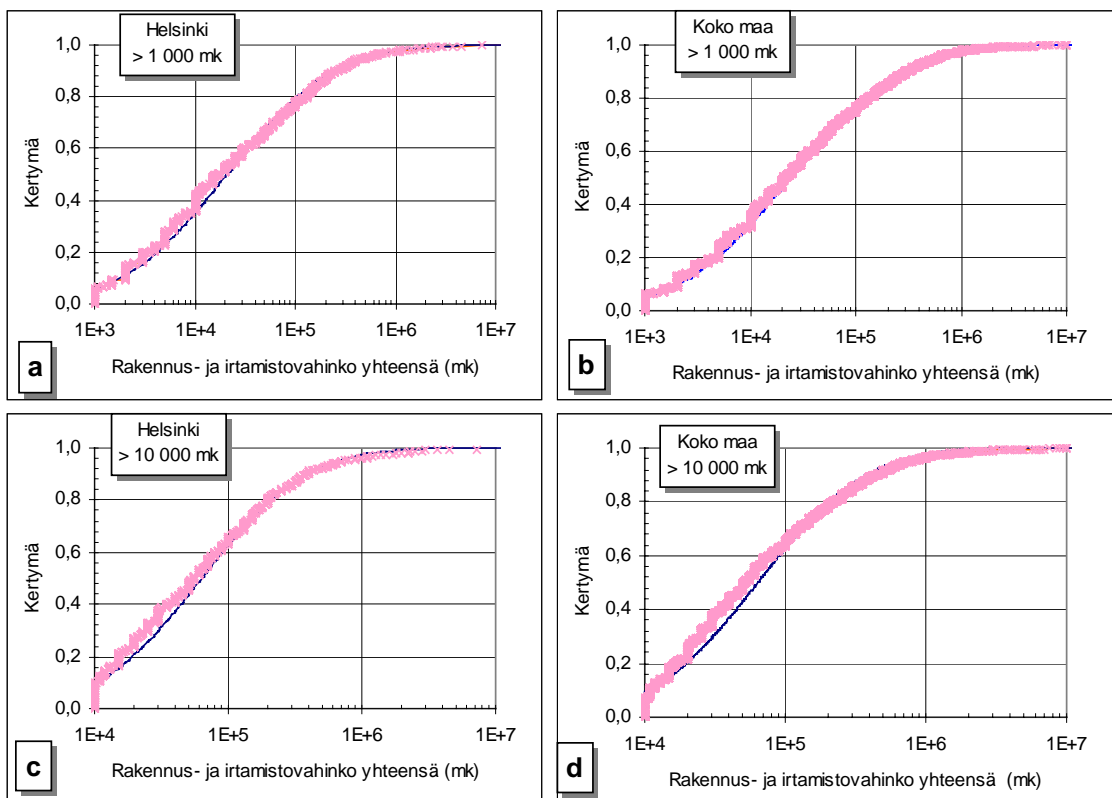 Helsinki
> 1 000 mk
Kertymä
1,0
0,8
0,6
0,4
0,2
0,0
1E+3 1E+4 1E+5 1E+6 1E+7
a
Rakennus- ja irtamistovahinko yhteensä (mk)
Koko maa
> 1 000 mk
Kertymä
1,0
0,8
0,6
0,4
0,2
0,0
1E+3 1E+4 1E+5 1E+6 1E+7
b
Rakennus- ja irtamistovahinko yhteensä (mk)
Helsinki
> 10 000 mk
Kertymä
1,0
0,8
0,6
0,4
0,2
0,0
1E+4 1E+5 1E+6 1E+7
c
Rakennus- ja irtamistovahinko yhteensä (mk)
Koko maa
> 10 000 mk
Kertymä
1,0
0,8
0,6
0,4
0,2
0,0
1E+4 1E+5 1E+6 1E+7
d
Rakennus- ja irtamistovahinko yhteensä (mk)